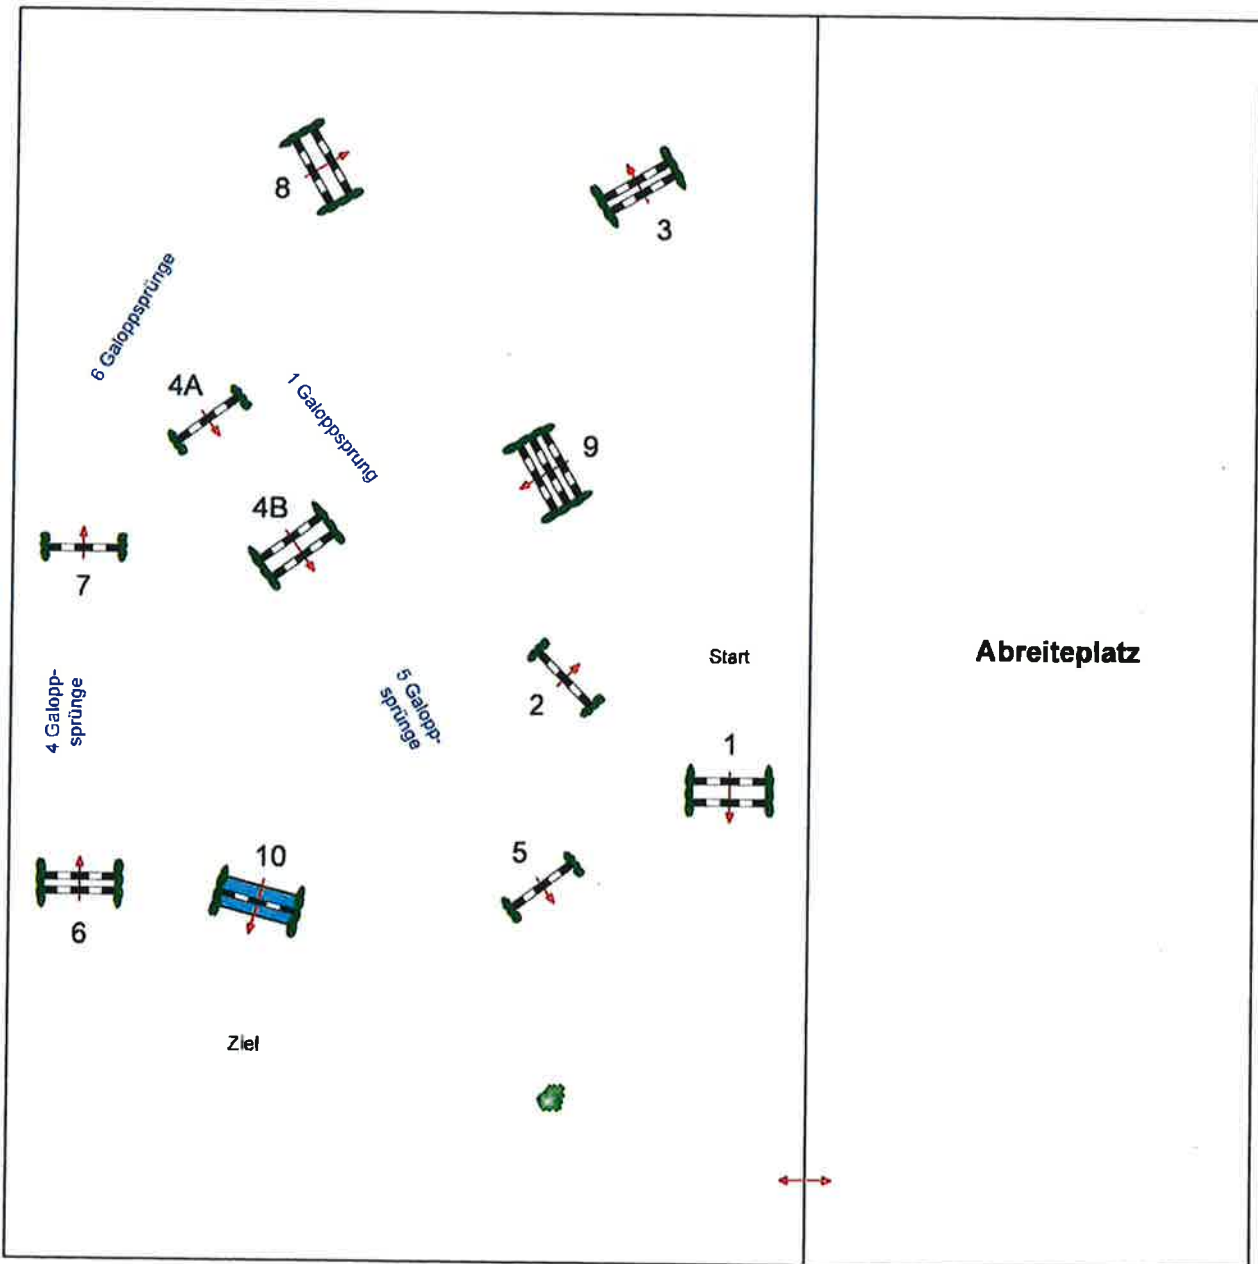 8
3
6 Galoppsprünge
4A
1 Galoppsprung
9
4B
7
Start
Abreiteplatz
2
4 Galopp-
sprünge
5 Galopp-
sprünge
1
5
10
6
Ziel